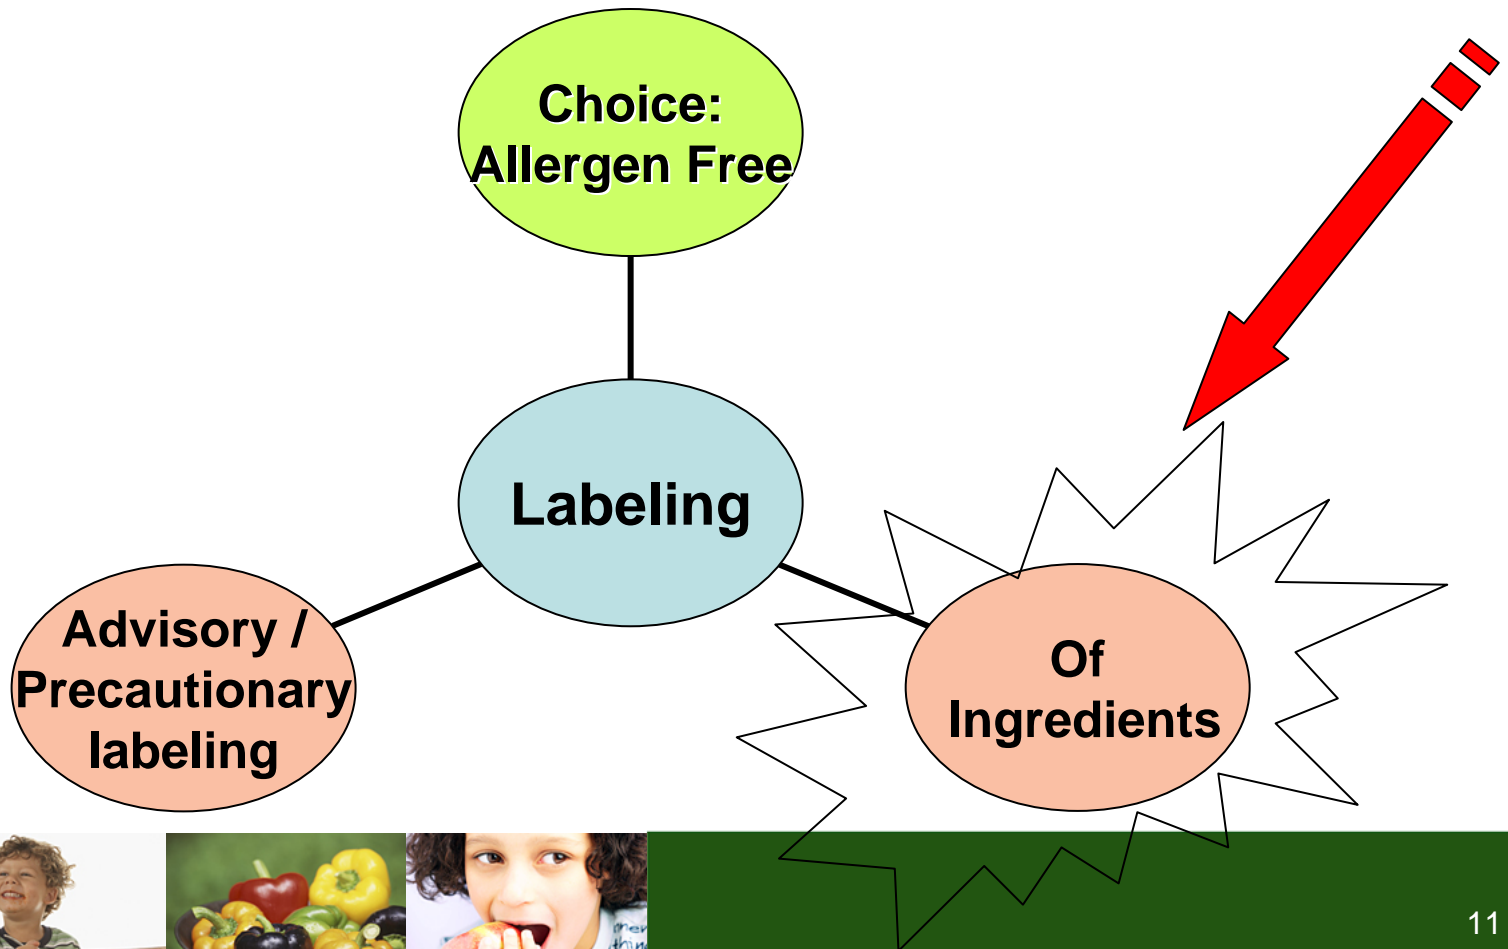 Choice:
Allergen Free
Labeling
Advisory /
Precautionary
labeling
Of
Ingredients
11